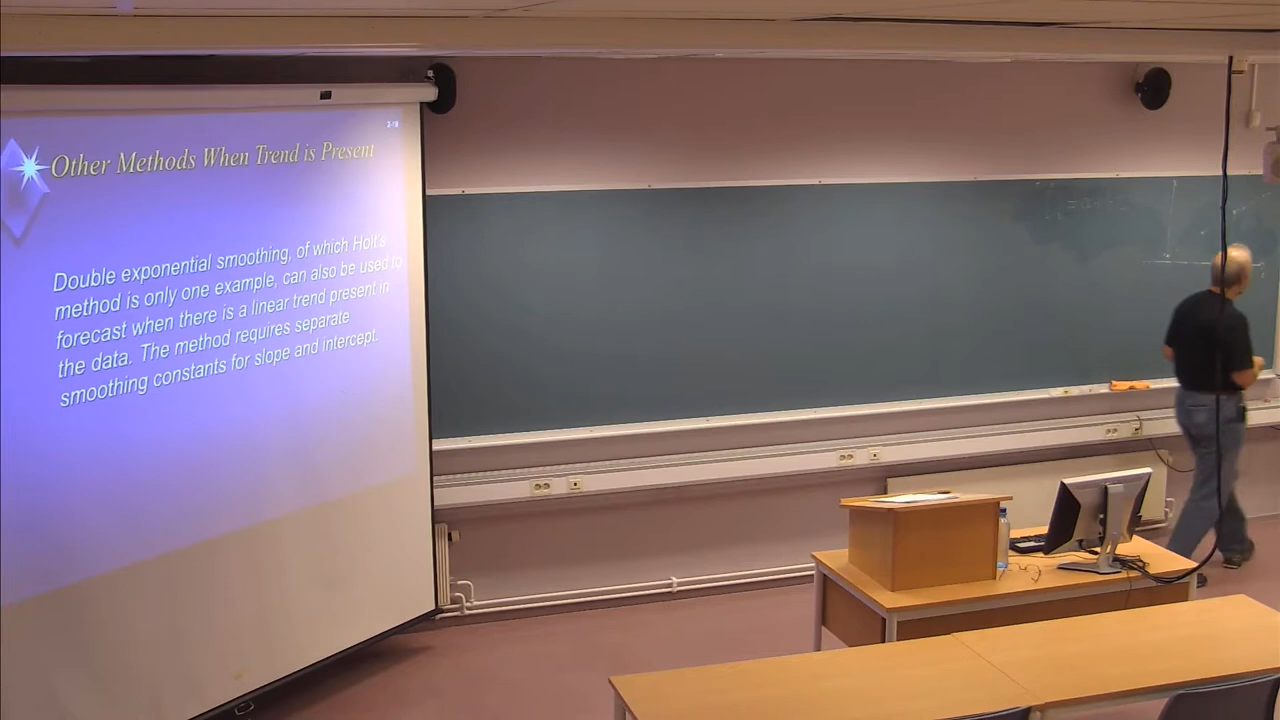 2-18
Other Methods When Trend is Present
Double exponential smoothing, of which Holt's
method is only one example, can also be used to
forecast when there is a linear trend present in
the data. The method requires separate
smoothing constants for slope and intercept.